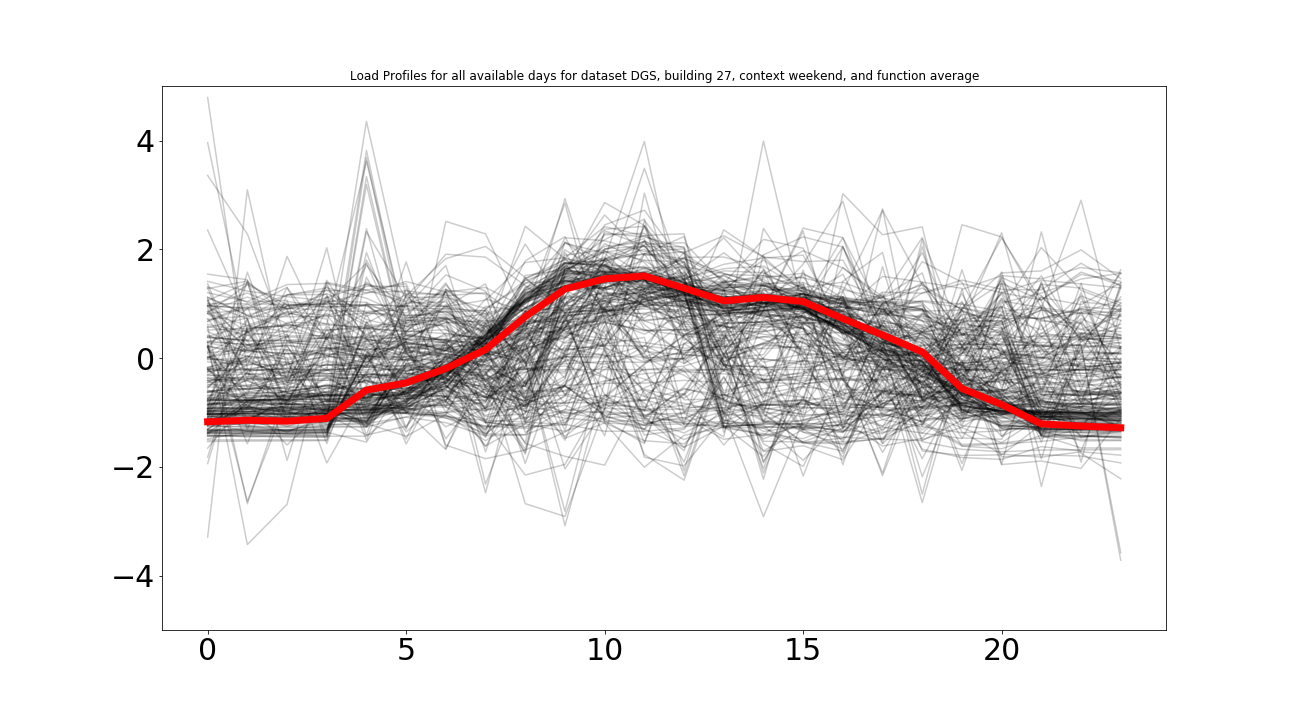 Load Profiles for all available days for dataset DGS, building 27, context weekend, and function average
4
2
0
−2
−4
0 5 10 15 20